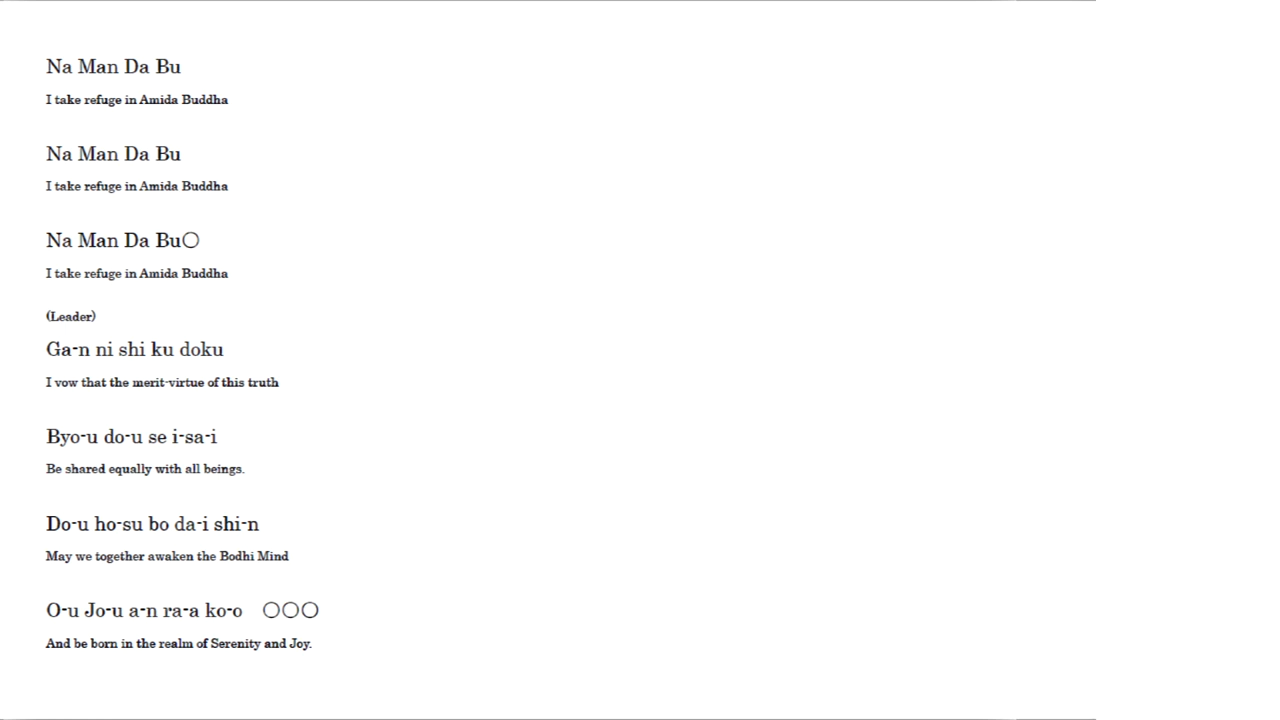 Na Man Da Bu
I take refuge in Amida Buddha
Na Man Da Bu
I take refuge in Amida Buddha
Na Man Da Bu○
I take refuge in Amida Buddha
(Leader)
Ga-n ni shi ku doku
I vow that the merit-virtue of this truth
Byo-u do-u se i-sa-i
Be shared equally with all beings.
Do-u ho-su bo da-i shi-n
May we together awaken the Bodhi Mind
O-u Jo-u a-n ra-a ko-o ○○○
And be born in the realm of Serenity and Joy.